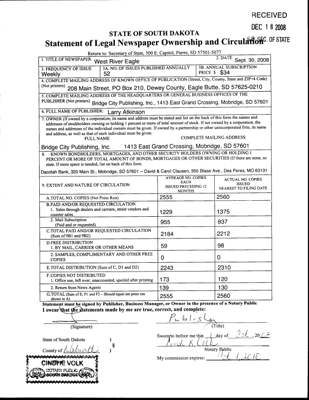 RECEIVED
DEC 18 2008
S.D. SEC. OF STATE
STATE OF SOUTH DAKOTA
Statement of Legal Newspaper Ownership and Circulation
Return to: Secretary of State, 500 E. Capitol, Pierre, SD 57501-5077
1. TITLE OF NEWSPAPER West River Eagle 2. DATE Sept. 30, 2008
3. FREQUENCY OF ISSUE Weekly 3A. NO. OF ISSUES PUBLISHED ANNUALLY 52 3B. ANNUAL SUBSCRIPTION PRICE $ $34
4. COMPLETE MAILING ADDRESS OF KNOWN OFFICE OF PUBLICATION (Street, City, County, State and ZIP+4 Code)
(Not printers) 208 Main Street, PO Box 210, Dewey County, Eagle Butte, SD 57625-0210
5. COMPLETE MAILING ADDRESS OF THE HEADQUARTERS OF GENERAL BUSINESS OFFICES OF THE
PUBLISHER (Not printer) Bridge City Publishing, Inc., 1413 East Grand Crossing, Mobridge, SD 57601
6. FULL NAME OF PUBLISHER: Larry Atkinson
7. OWNER (If owned by a corporation, its name and address must be stated and list on the back of this form the names and
addresses of stockholders owning or holding 1 percent or more of total amount of stock. If not owned by a corporation, the
names and addresses of the individual owners must be given. If owned by a partnership or other unincorporated firm, its name
and address, as well as that of each individual must be given.
FULL NAME COMPLETE MAILING ADDRESS
Bridge City Publishing, Inc. 1413 East Grand Crossing, Mobridge, SD 57601
8. KNOWN BONDHOLDERS, MORTGAGEES, AND OTHER SECURITY HOLDERS OWNING OR HOLDING 1
PERCENT OR MORE OF TOTAL AMOUNT OF BONDS, MORTGAGES OR OTHER SECURITIES (If there are none, so
state. If more space is needed, list on back of this form.
Dacotah Bank, 320 Main St., Mobridge, SD 57601 – David & Carol Clausen, 955 Blase Ave., Des Peres, MO 63131
9. EXTENT AND NATURE OF CIRCULATION
AVERAGE NO. COPIES EACH ISSUED PRECEDING 12 MONTHS
ACTUAL NO. COPIES ISSUED NEAREST TO FILING DATE
A. TOTAL NO. COPIES (Net Press Run) 2555 2560
B. PAID AND/OR REQUESTED CIRCULATION
1. Sales through dealers and carriers, street vendors and counter sales. 1229 1375
2. Mail Subscription (Paid and/or requested) 955 837
C. TOTAL PAID AND/OR REQUESTED CIRCULATION (Sum of 9B1 and 9B2) 2184 2212
D. FREE DISTRIBUTION
1. BY MAIL, CARRIER OR OTHER MEANS 59 98
2. SAMPLES, COMPLIMENTARY AND OTHER FREE COPIES 0 0
E. TOTAL DISTRIBUTION (Sum of C, D1 and D2) 2243 2310
F. COPIES NOT DISTRIBUTED
1. Office use, left over, unaccounted, spoiled after printing 173 120
2. Return from News Agents 139 130
G. TOTAL (Sum of E, F1 and F2 – Should equal net press run shown in A) 2555 2560
Statement must be signed by Publisher, Business Manager, or Owner in the presence of a Notary Public
I swear that the statements made by me are true, correct, and complete:
Publisher
(Signature) (Title)
State of South Dakota )
County of Walworth )
§
Sworn to before me this day of Oct, 20
Notary Public
My commission expires:
CINDRE VOLK
NOTARY PUBLIC
SOUTH DAKOTA